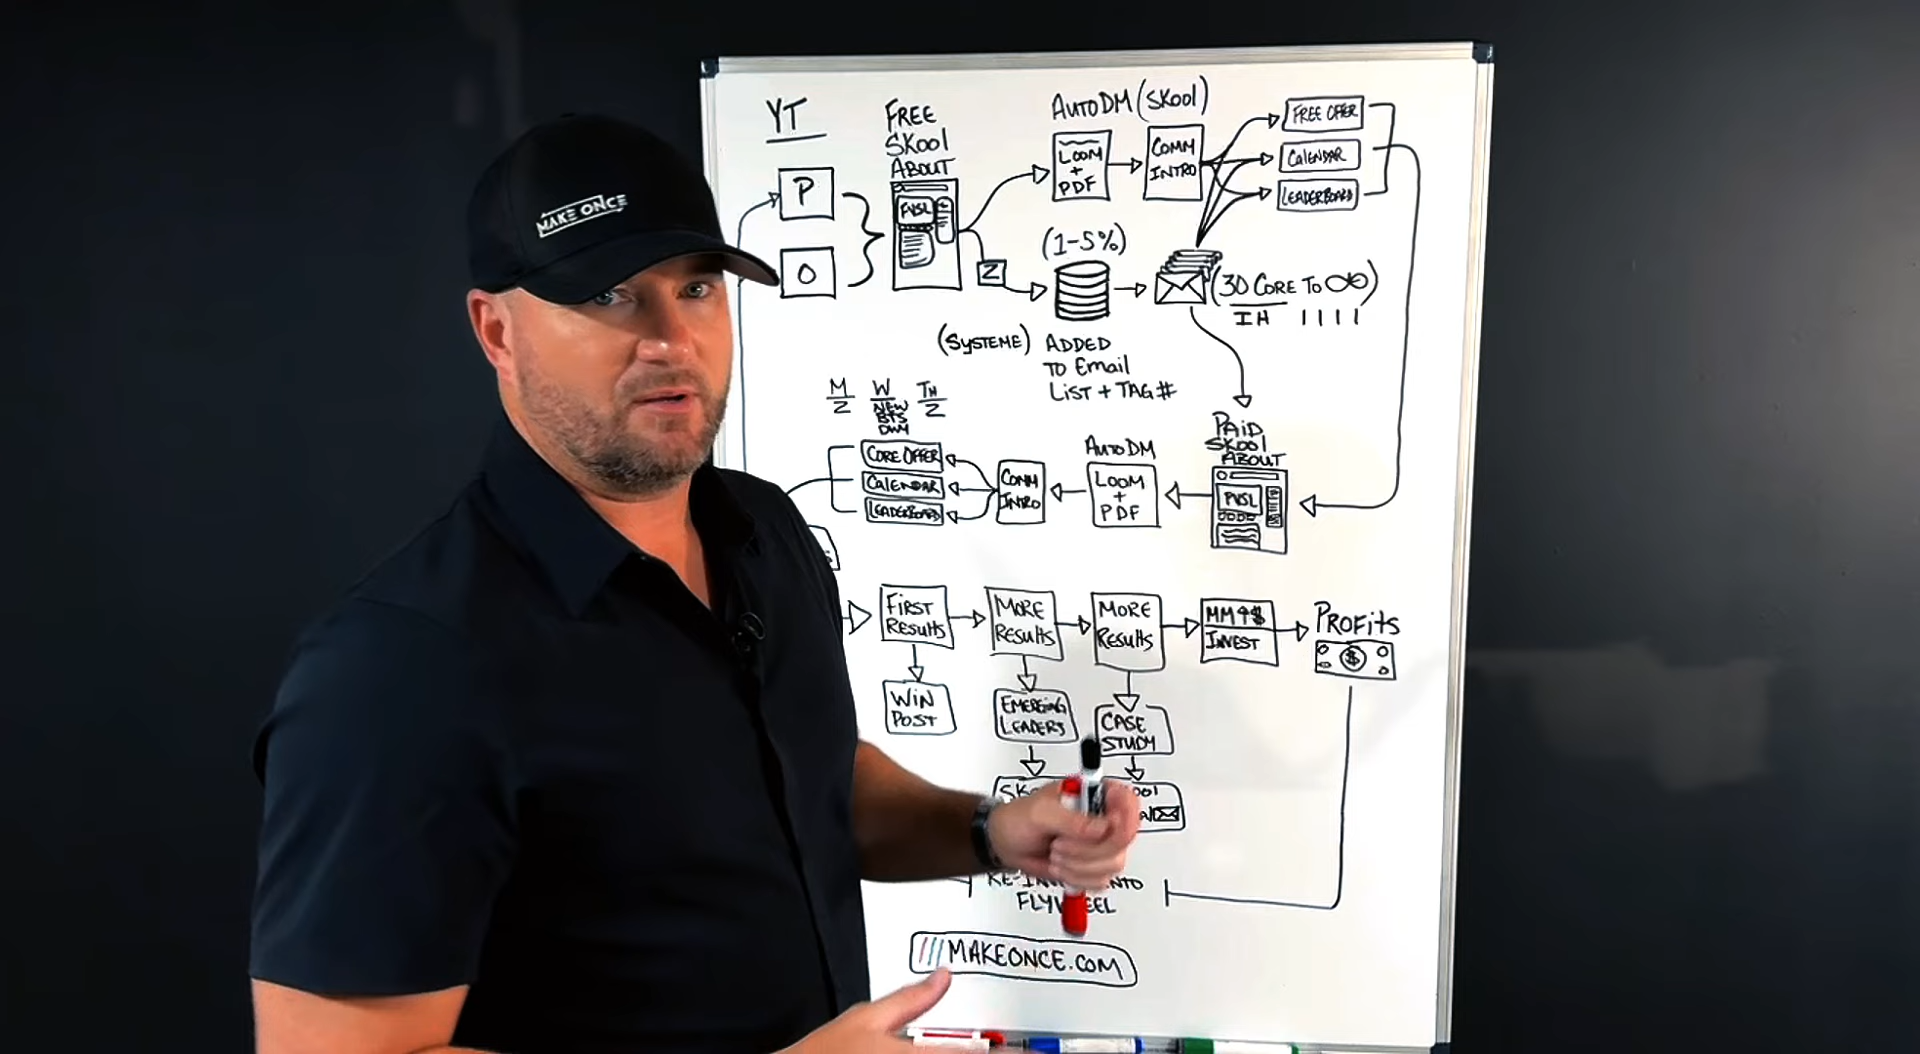 MAKE ONCE
YT
P
O
FREE
SKOOL
ABOUT
FVSL
Z
AUTODM (SKOOL)
LOOM
+
PDF
COMM
INTRO
FREE OFFER
CALENDAR
LEADERBOARD
(1-5%)
(30 CORE TO ∞)
IH | | | |
(SYSTEME)
ADDED
TO EMAIL
LIST + TAG #
M
Z
W
NEW
BTS
DWY
TH
Z
CORE OFFER
CALENDAR
LEADERBOARD
COMM
INTRO
AUTODM
LOOM
+
PDF
PAID
SKOOL
ABOUT
PVSL
FIRST
RESULTS
MORE
RESULTS
MORE
RESULTS
MM↑$
INVEST
PROFITS
$
WIN
POST
EMERGING
LEADERS
CASE
STUDY
FLYWHEEL
MAKEONCE.COM